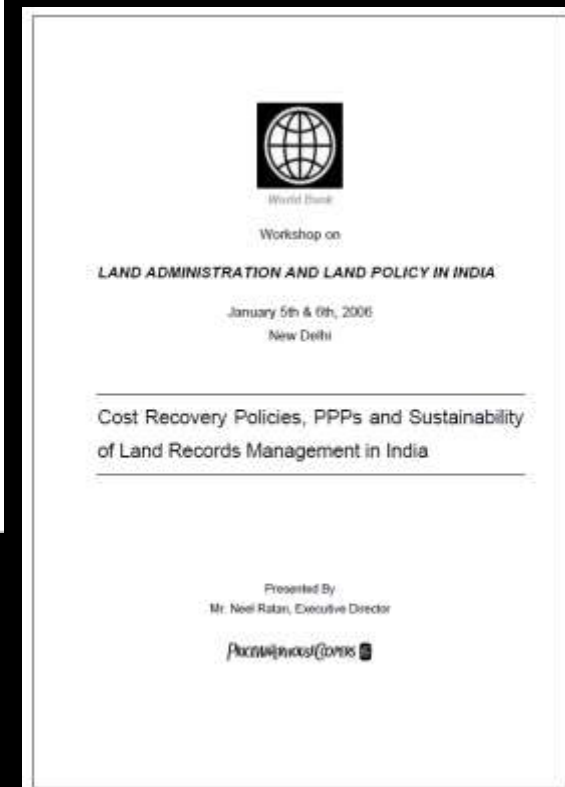 World Bank
Workshop on
LAND ADMINISTRATION AND LAND POLICY IN INDIA
January 5th & 6th, 2006
New Delhi
Cost Recovery Policies, PPPs and Sustainability
of Land Records Management in India
Presented By
Mr. Neel Ratan, Executive Director
PRICEWATERHOUSECOOPERS